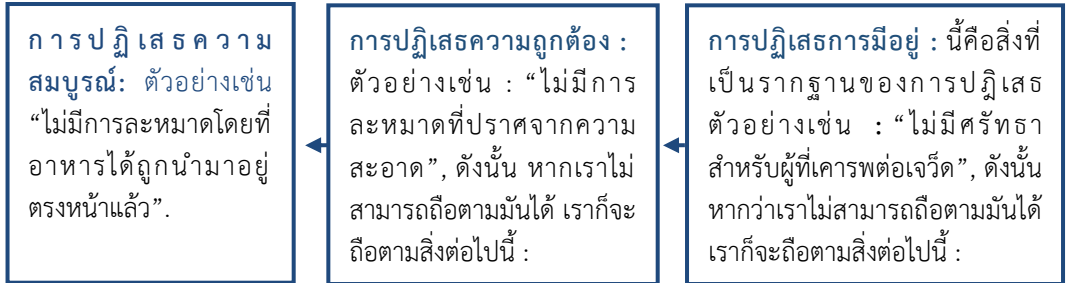 การปฏิเสธการมีอยู่ : นี้คือสิ่งที่
เป็นรากฐานของการปฎิเสธ
ตัวอย่างเช่น : “ไม่มีศรัทธา
สำหรับผู้ที่เคารพต่อเจว็ด”, ดังนั้น
หากว่าเราไม่สามารถถือตามมันได้
เราก็จะถือตามสิ่งต่อไปนี้ :
การปฏิเสธความถูกต้อง :
ตัวอย่างเช่น : “ไม่มีการ
ละหมาดที่ปราศจากความ
สะอาด”, ดังนั้น หากเราไม่
สามารถถือตามมันได้ เราก็จะ
ถือตามสิ่งต่อไปนี้ :
การปฏิเสธความ
สมบูรณ์: ตัวอย่างเช่น
“ไม่มีการละหมาดโดยที่
อาหารได้ถูกนำมาอยู่
ตรงหน้าแล้ว”.